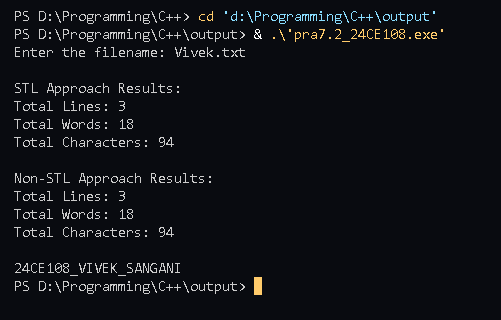 PS D:\Programming\C++> cd 'd:\Programming\C++\output'
PS D:\Programming\C++\output> & .\'pra7.2_24CE108.exe'
Enter the filename: Vivek.txt
STL Approach Results:
Total Lines: 3
Total Words: 18
Total Characters: 94
Non-STL Approach Results:
Total Lines: 3
Total Words: 18
Total Characters: 94
24CE108_VIVEK_SANGANI
PS D:\Programming\C++\output>